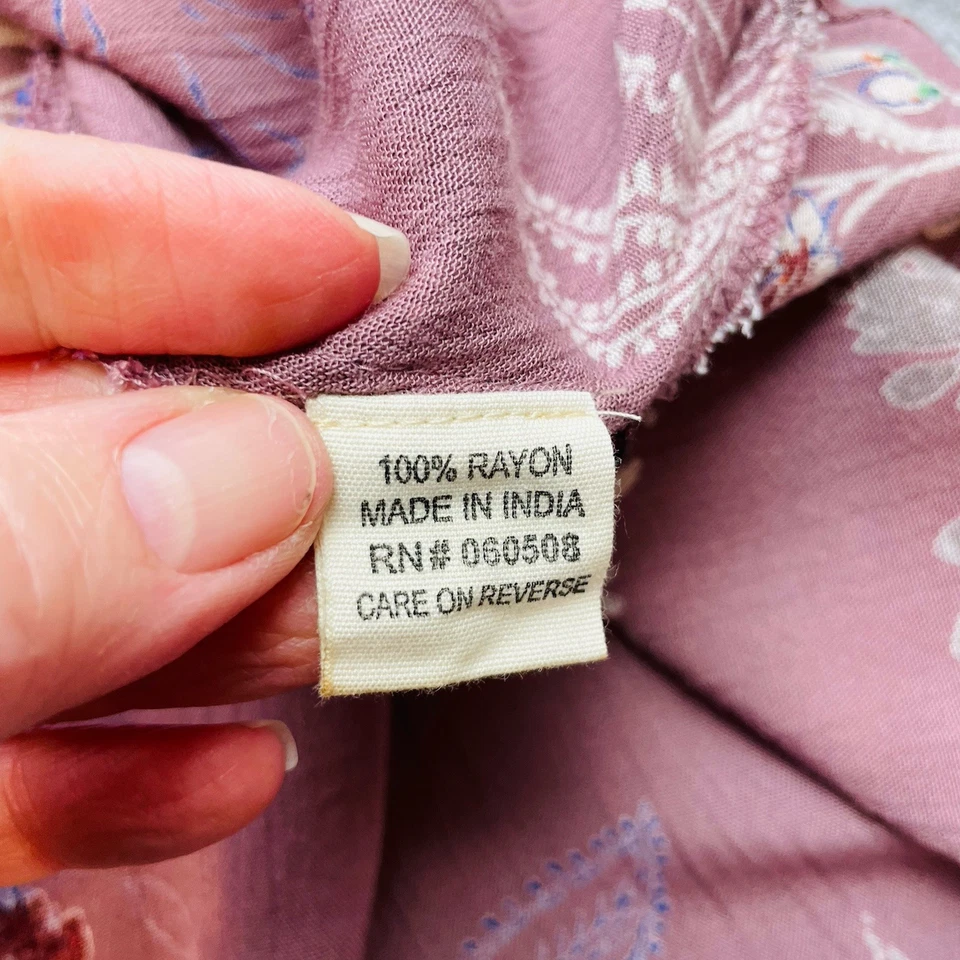 100% RAYON
MADE IN INDIA
RN# 060508
CARE ON REVERSE